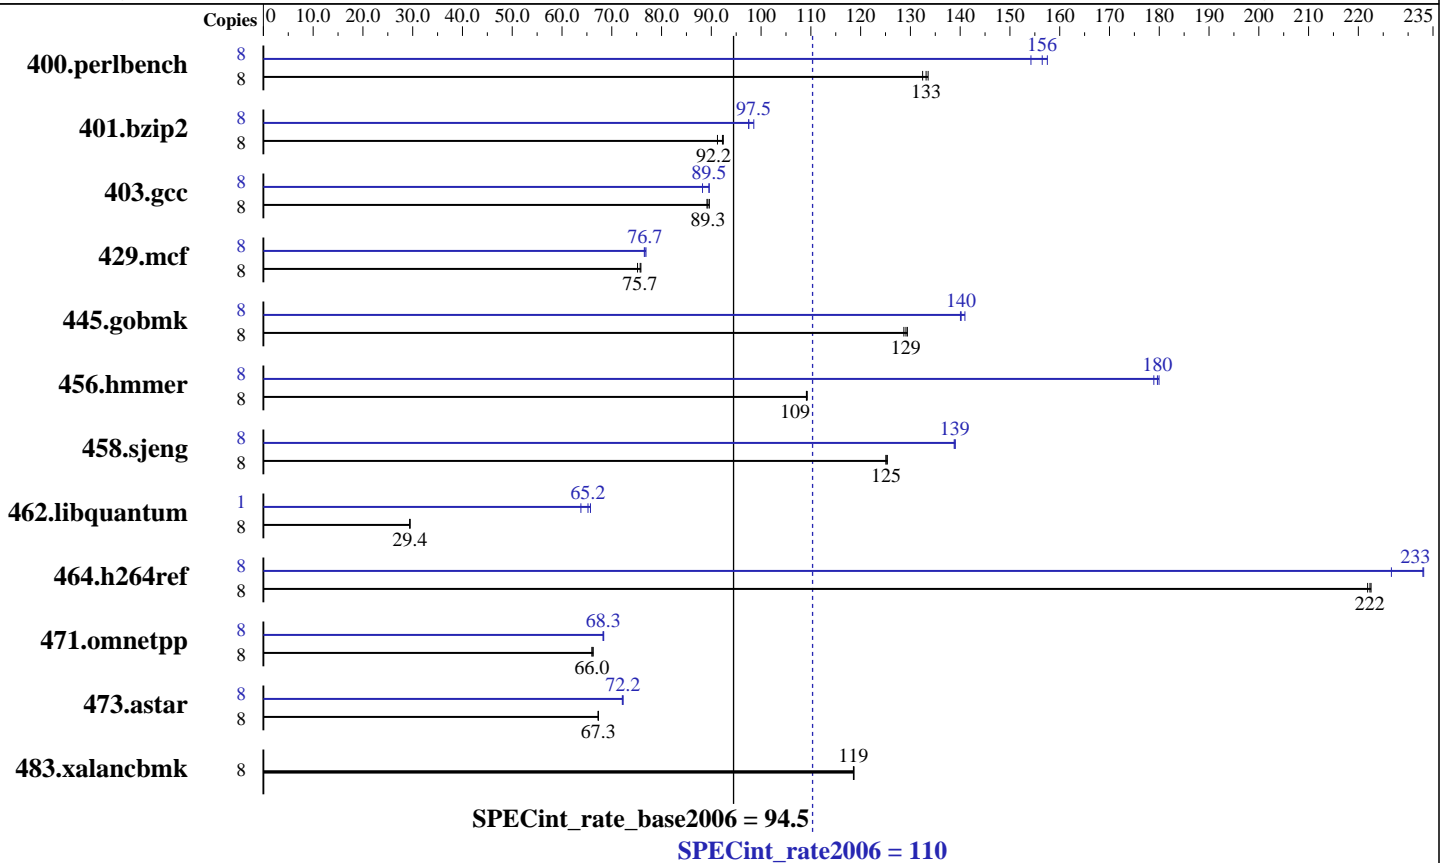 Copies 0 10.0 20.0 30.0 40.0 50.0 60.0 70.0 80.0 90.0 100 110 120 130 140 150 160 170 180 190 200 210 220 235
400.perlbench 8 156
8 133
401.bzip2 8 97.5
8 92.2
403.gcc 8 89.5
8 89.3
429.mcf 8 76.7
8 75.7
445.gobmk 8 140
8 129
456.hmmer 8 180
8 109
458.sjeng 8 139
8 125
462.libquantum 1 65.2
8 29.4
464.h264ref 8 233
8 222
471.omnetpp 8 68.3
8 66.0
473.astar 8 72.2
8 67.3
483.xalancbmk 8 119
SPECint_rate_base2006 = 94.5
SPECint_rate2006 = 110